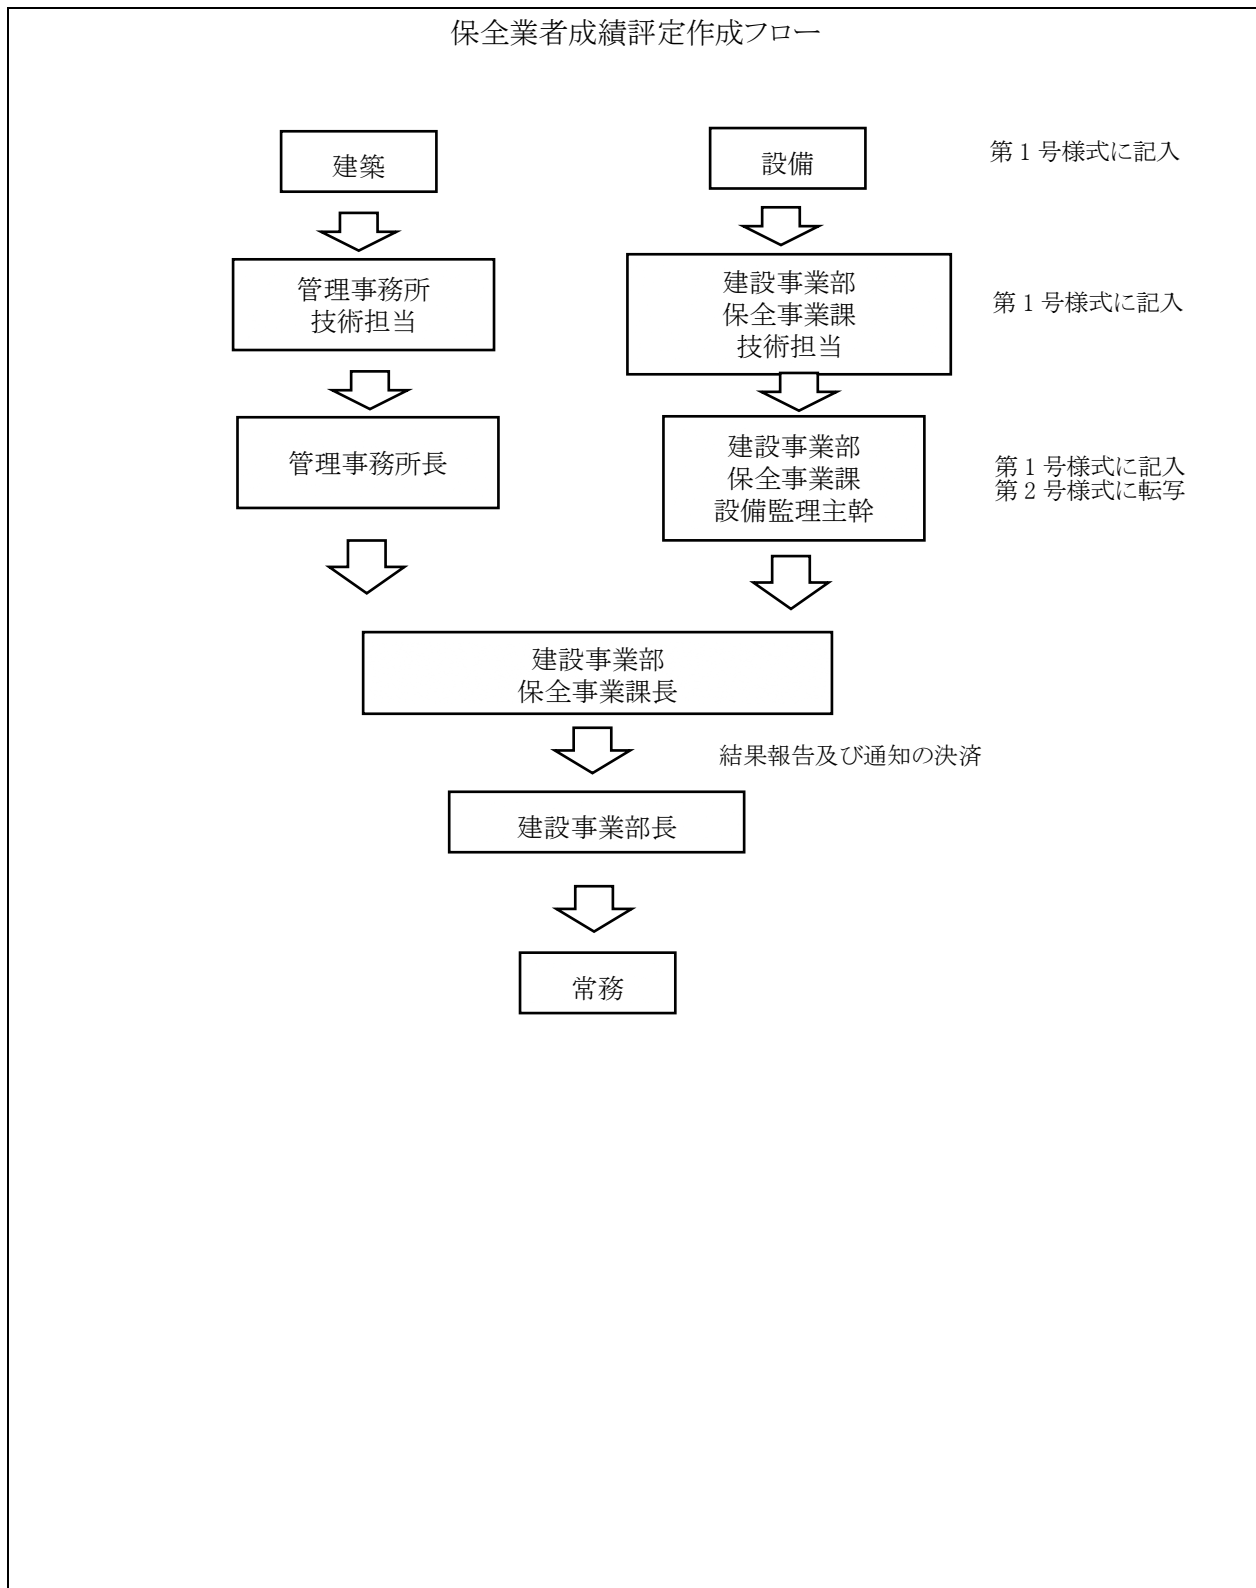 保全業者成績評定作成フロー
建築
設備
第1号様式に記入
管理事務所
技術担当
建設事業部
保全事業課
技術担当
第1号様式に記入
管理事務所長
建設事業部
保全事業課
設備監理主幹
第1号様式に記入
第2号様式に転写
建設事業部
保全事業課長
結果報告及び通知の決済
建設事業部長
常務